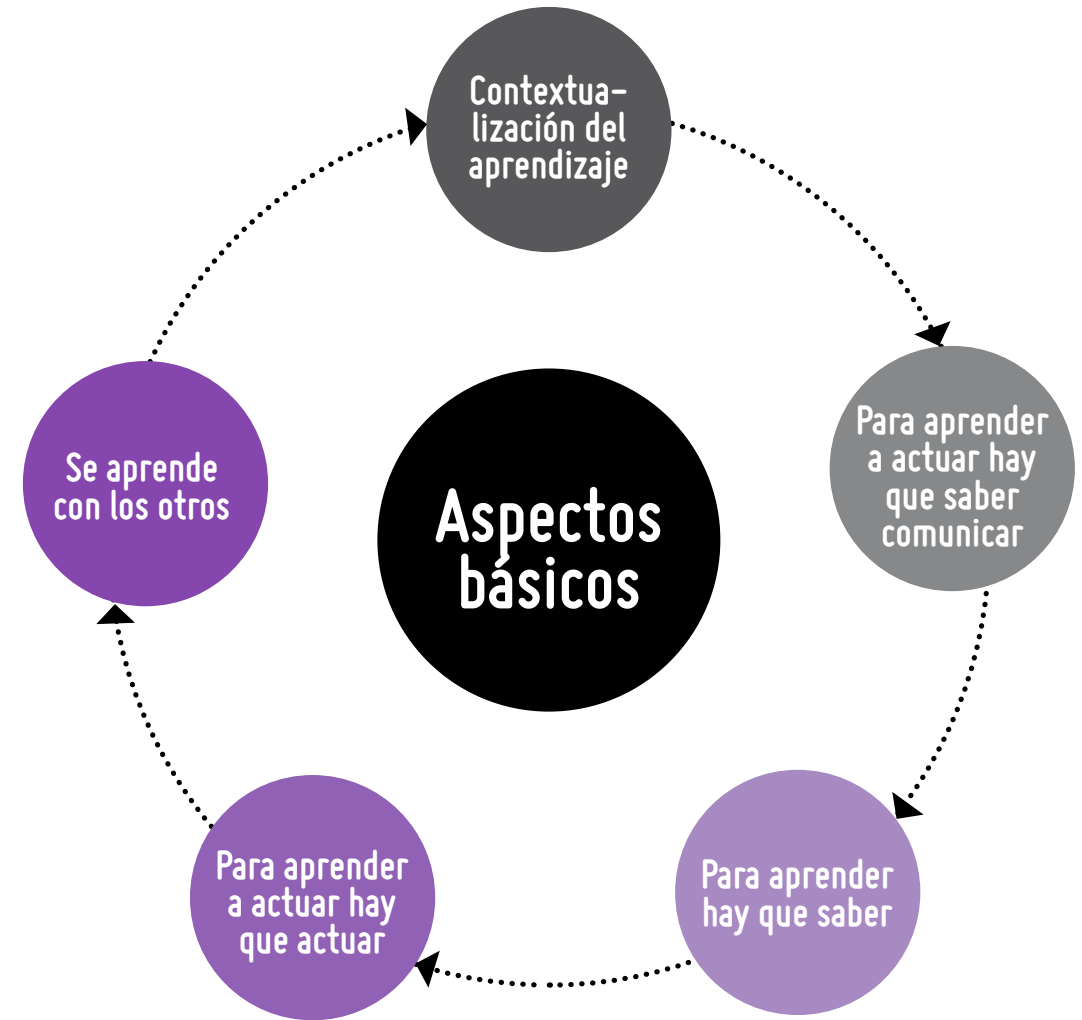 Contextua-
lización del
aprendizaje
Para aprender
a actuar hay
que saber
comunicar
Para aprender
hay que saber
Para aprender
a actuar hay
que actuar
Se aprende
con los otros
Aspectos
básicos